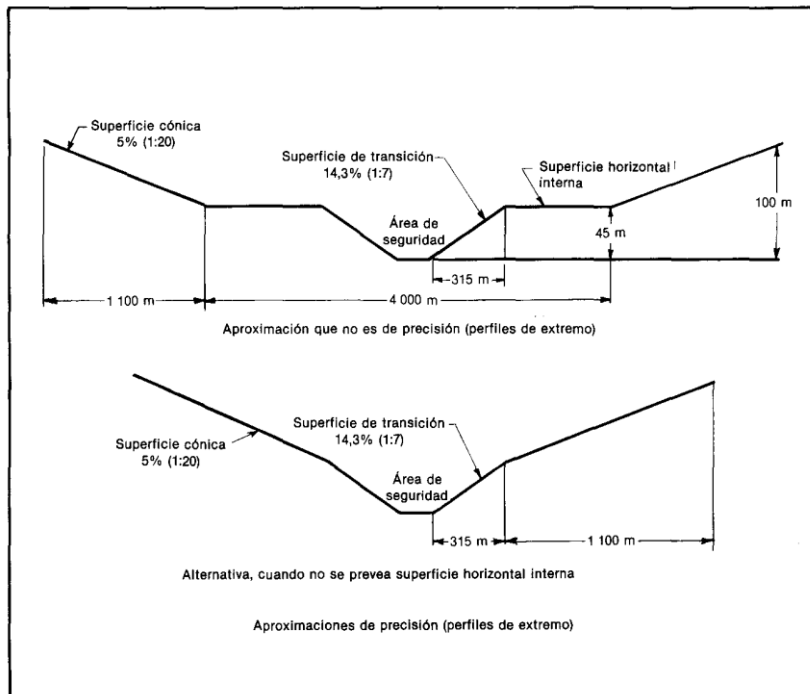 Superficie cónica
5% (1:20)
Superficie de transición
14,3% (1:7)
Superficie horizontal
interna
Área de
seguridad
100 m
45 m
315 m
1 100 m
4 000 m
Aproximación que no es de precisión (perfiles de extremo)
Superficie de transición
14,3% (1:7)
Superficie cónica
5% (1:20)
Área de
seguridad
315 m
1 100 m
Alternativa, cuando no se prevea superficie horizontal interna
Aproximaciones de precisión (perfiles de extremo)